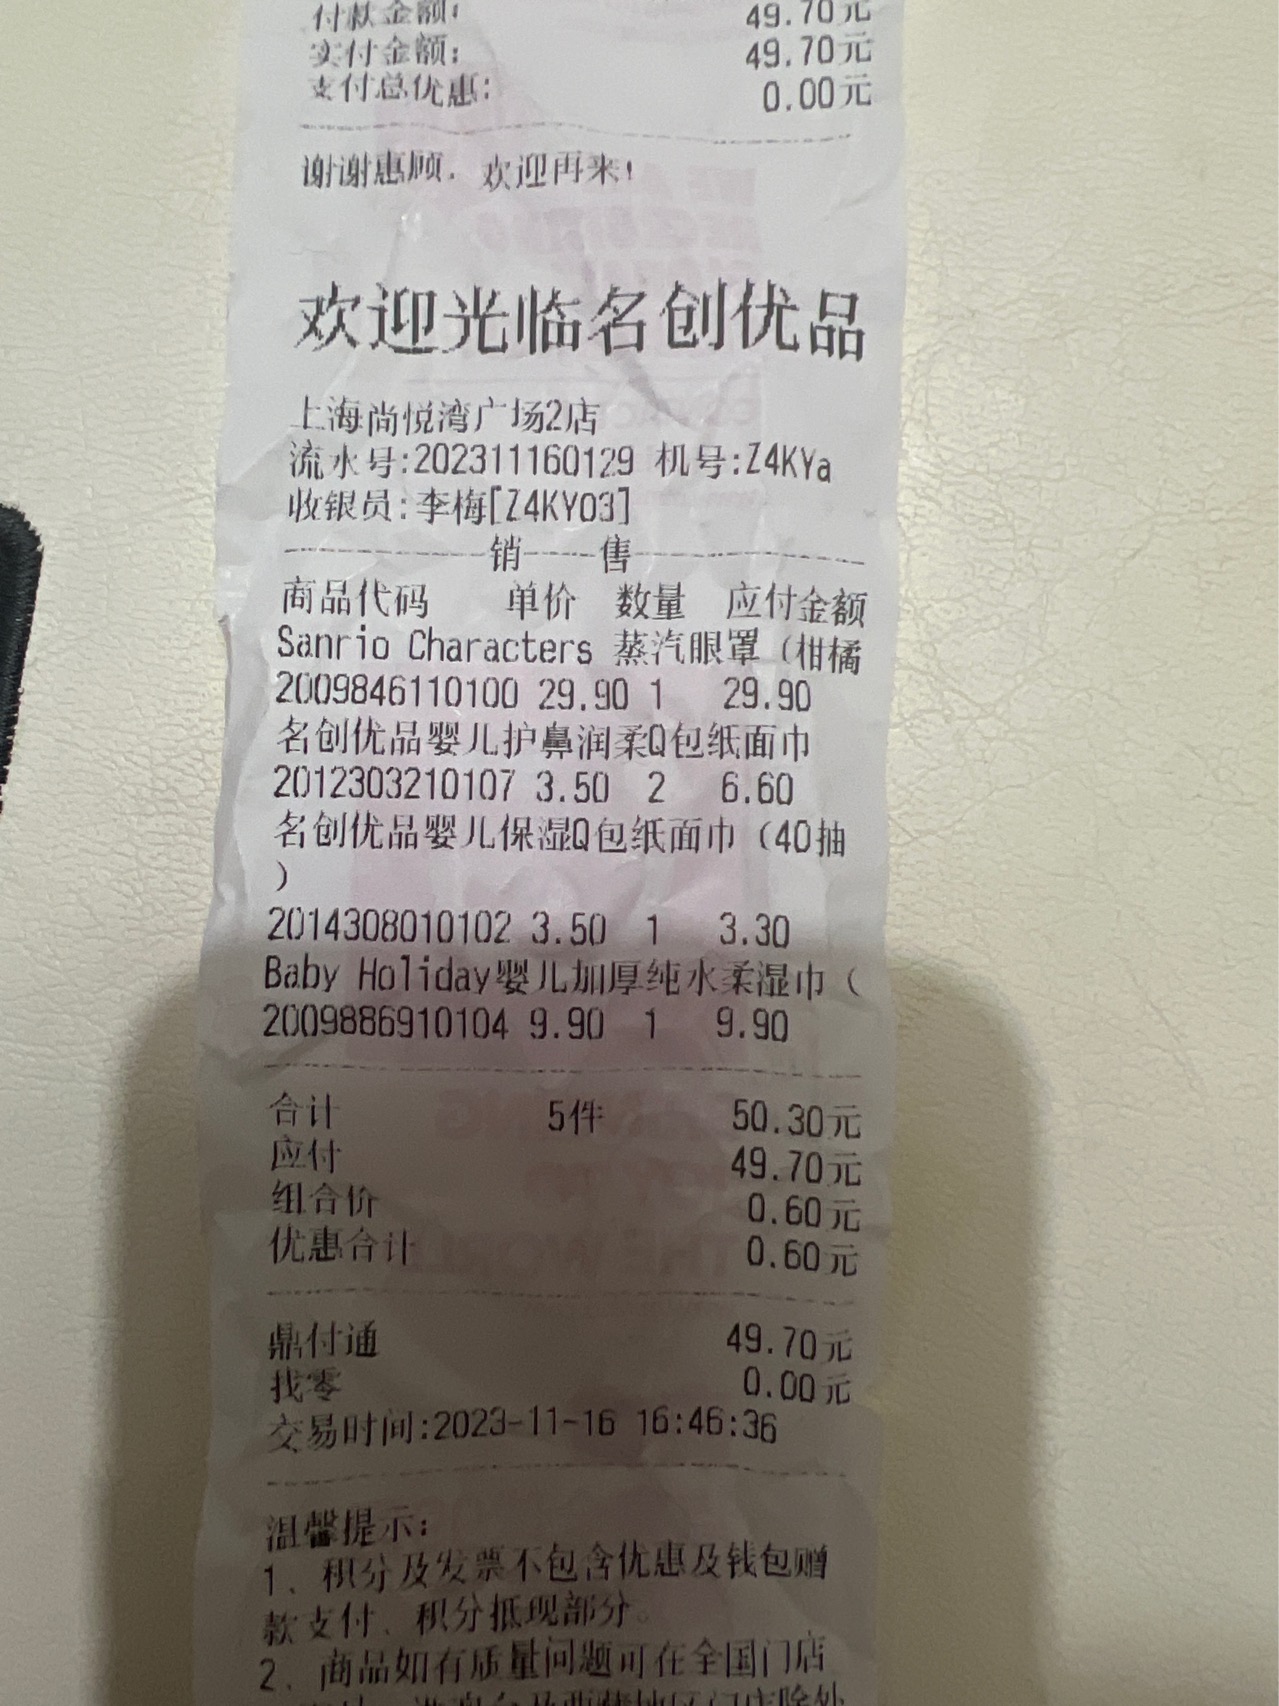 付款金额: 49.70元
实付金额: 49.70元
支付总优惠: 0.00元
谢谢惠顾. 欢迎再来!
欢迎光临名创优品
上海尚悦湾广场2店
流水号:202311160129 机号:Z4KYa
收银员:李梅[Z4KY03]
销 售
商品代码 单价 数量 应付金额
Sanrio Characters 蒸汽眼罩（柑橘
2009846110100 29.90 1 29.90
名创优品婴儿护鼻润柔Q包纸面巾
2012303210107 3.50 2 6.60
名创优品婴儿保湿Q包纸面巾（40抽
）
2014308010102 3.50 1 3.30
Baby Holiday婴儿加厚纯水柔湿巾（
2009886910104 9.90 1 9.90
合计 5件 50.30元
应付 49.70元
组合价 0.60元
优惠合计 0.60元
鼎付通 49.70元
找零 0.00元
交易时间:2023-11-16 16:46:36
温馨提示:
1、积分及发票不包含优惠及钱包赠
款支付、积分抵现部分。
2、商品如有质量问题可在全国门店